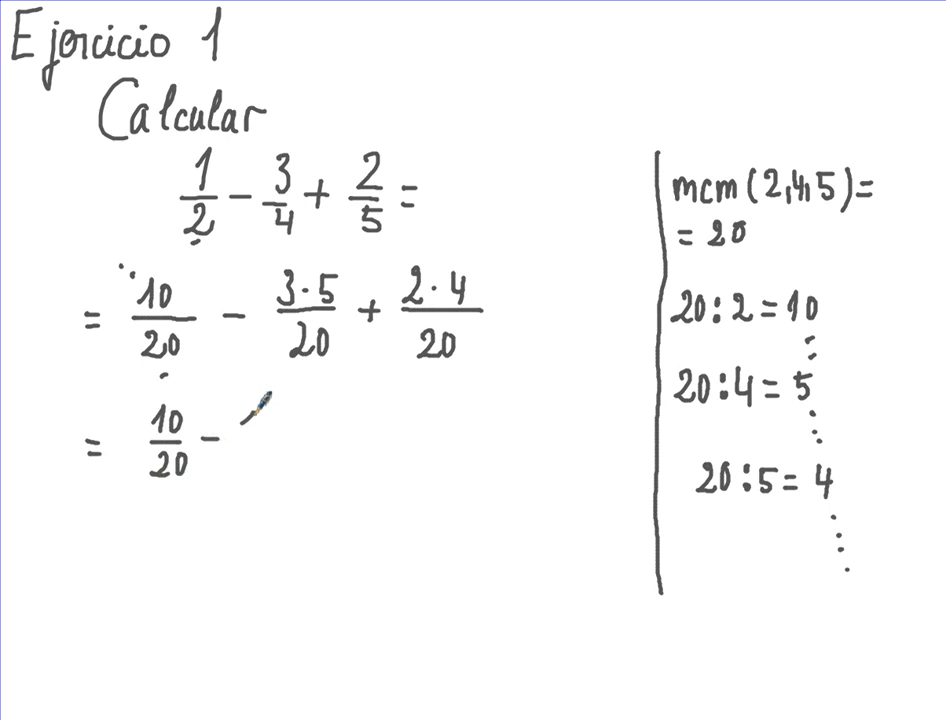 Ejercicio 1
Calcular
1/2 - 3/4 + 2/5 =
= 10/20 - 3·5/20 + 2·4/20
= 10/20 -
mcm (2,4,5) =
= 20
20:2 = 10
20:4 = 5
20:5 = 4